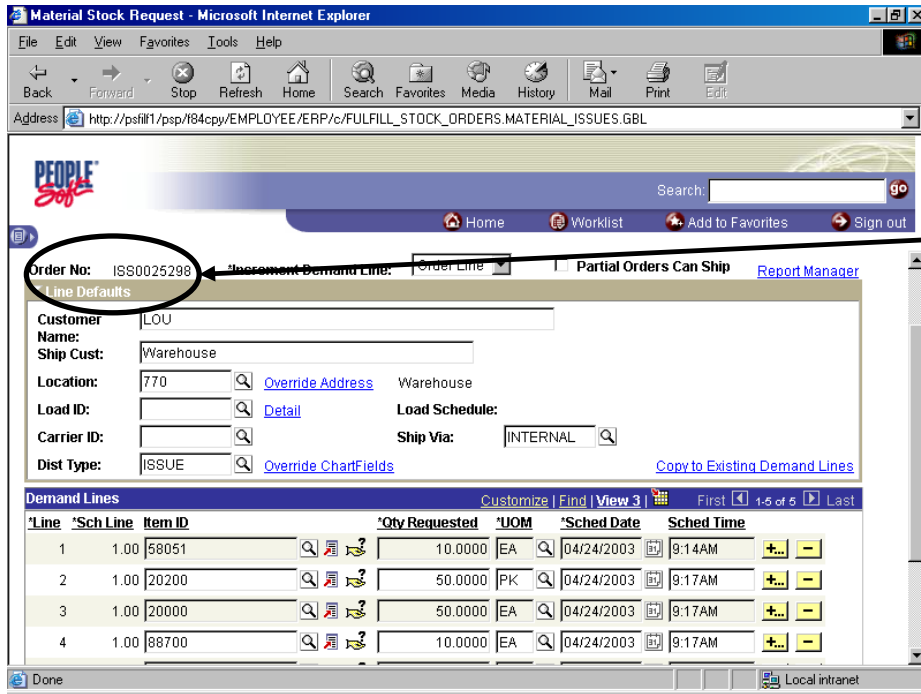 Material Stock Request - Microsoft Internet Explorer
File Edit View Favorites Tools Help
Back Forward Stop Refresh Home Search Favorites Media History Mail Print Edit
Address http://psfilf1/psp/f84cpy/EMPLOYEE/ERP/c/FULFILL_STOCK_ORDERS.MATERIAL_ISSUES.GBL
PEOPLE Soft
Search: go
Home Worklist Add to Favorites Sign out
Order No: ISS0025298 *Increment Demand Line: Order Line Partial Orders Can Ship Report Manager
Line Defaults
Customer Name: LOU
Ship Cust: Warehouse
Location: 770 Override Address Warehouse
Load ID: Detail Load Schedule:
Carrier ID: Ship Via: INTERNAL
Dist Type: ISSUE Override ChartFields Copy to Existing Demand Lines
Demand Lines Customize | Find | View 3 | First 1-5 of 5 Last
*Line *Sch Line Item ID *Qty Requested *UOM *Sched Date Sched Time
1 1.00 58051 10.0000 EA 04/24/2003 9:14AM +... −
2 1.00 20200 50.0000 PK 04/24/2003 9:17AM +... −
3 1.00 20000 50.0000 EA 04/24/2003 9:17AM +... −
4 1.00 88700 10.0000 EA 04/24/2003 9:17AM +... −
Done Local intranet